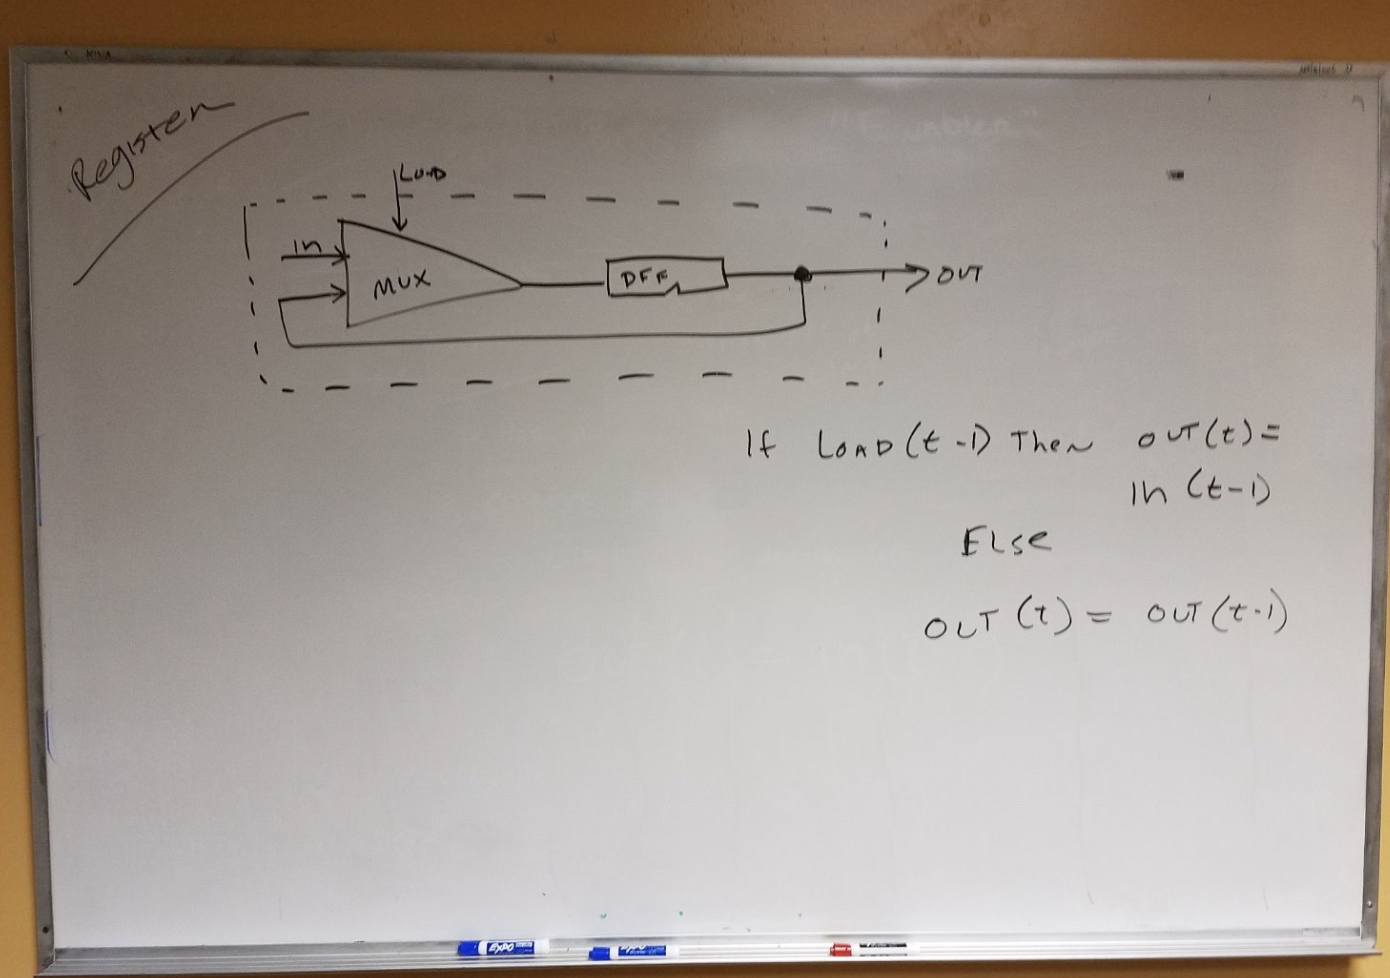 Register
LOAD
in
MUX
DFF
OUT
If LOAD(t-1) Then OUT(t)=
in (t-1)
Else
OUT (t) = OUT(t-1)
EXPO